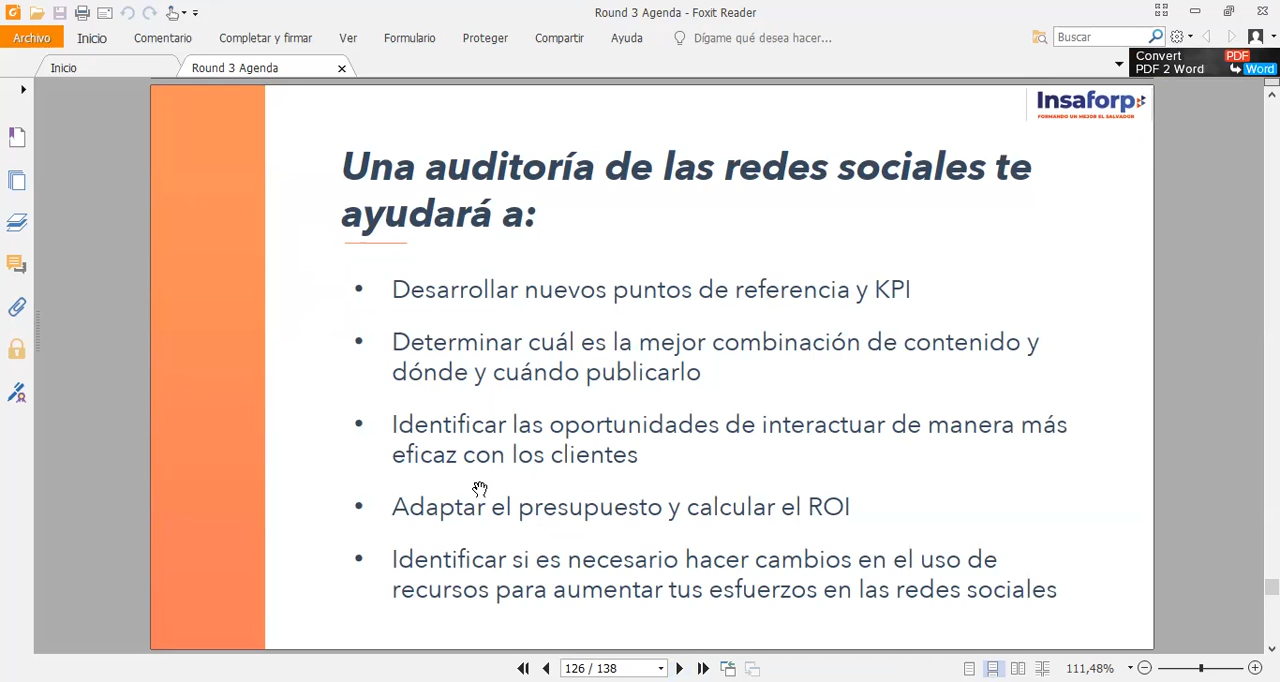 Round 3 Agenda - Foxit Reader
Archivo Inicio Comentario Completar y firmar Ver Formulario Proteger Compartir Ayuda Dígame qué desea hacer... Buscar
Inicio Round 3 Agenda
Convert PDF
PDF 2 Word Word
Insaforp
FORMANDO UN MEJOR EL SALVADOR
Una auditoría de las redes sociales te
ayudará a:
• Desarrollar nuevos puntos de referencia y KPI
• Determinar cuál es la mejor combinación de contenido y
dónde y cuándo publicarlo
• Identificar las oportunidades de interactuar de manera más
eficaz con los clientes
• Adaptar el presupuesto y calcular el ROI
• Identificar si es necesario hacer cambios en el uso de
recursos para aumentar tus esfuerzos en las redes sociales
126 / 138 111,48%